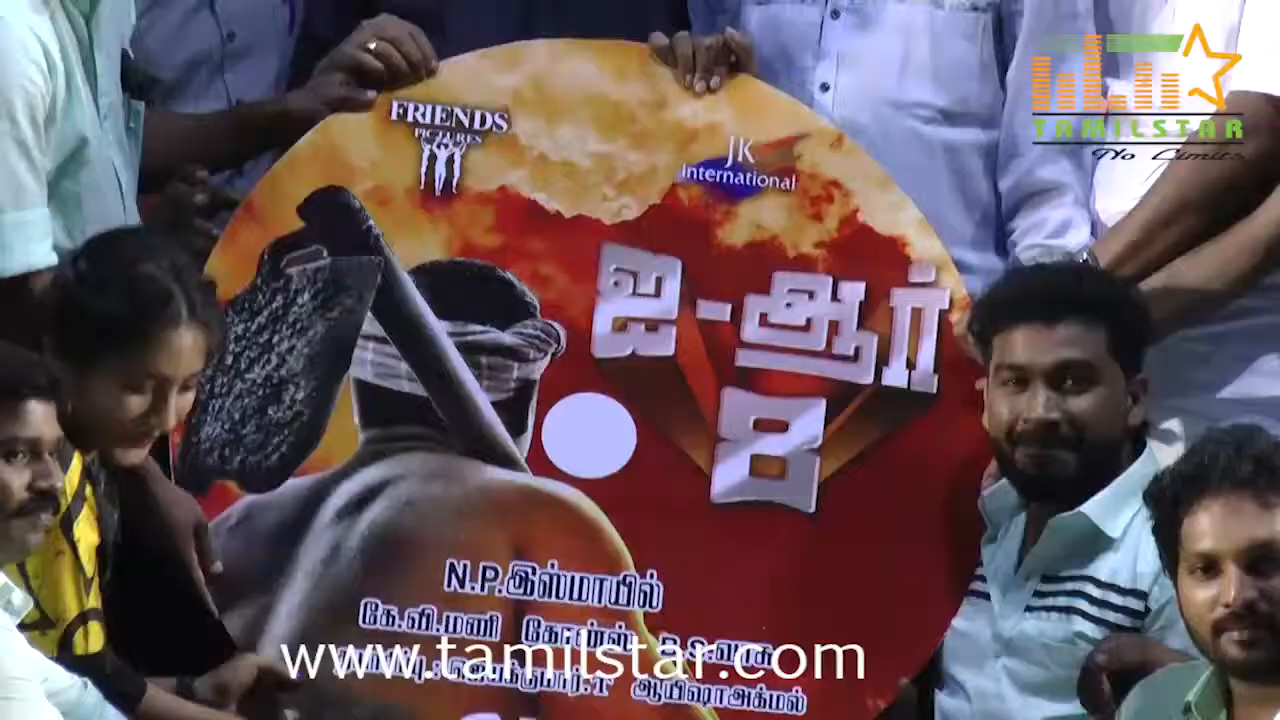 TAMILSTAR
No Limits
FRIENDS
PICTURES
JK
International
ஐ-ஆர்
8
N.P.இஸ்மாயில்
கே.வி.மணி
www.tamilstar.com
ஆயிஷாஅக்மல்